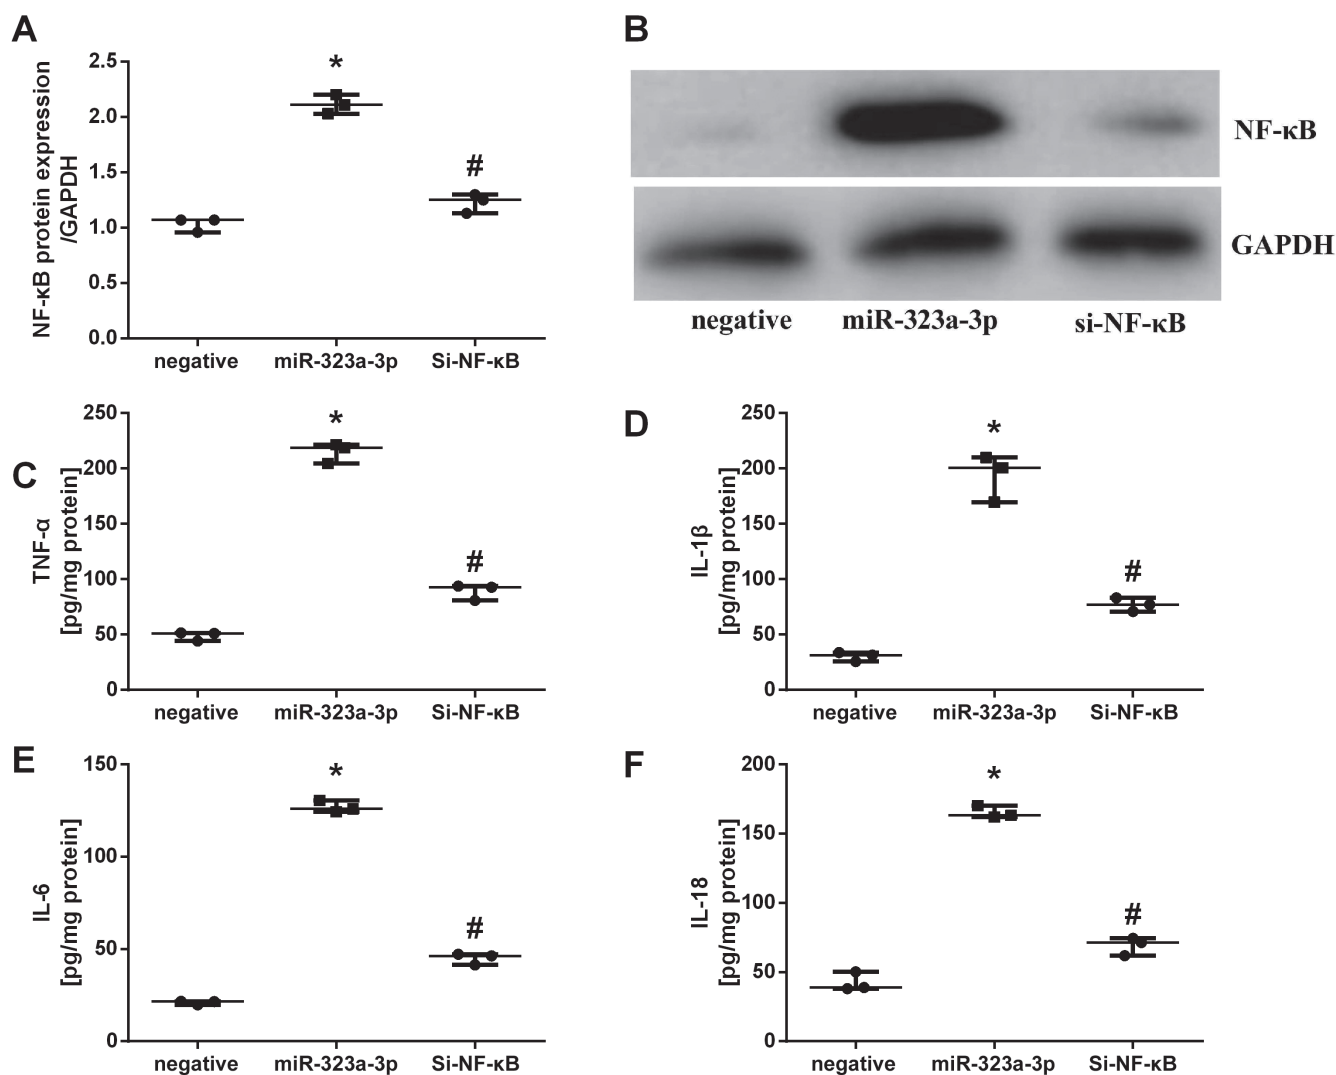 A
NF-κB protein expression
/GAPDH
2.5
2.0
1.5
1.0
0.5
0.0
*
#
negative
miR-323a-3p
Si-NF-κB
B
NF-κB
GAPDH
negative
miR-323a-3p
si-NF-κB
C
TNF-α
[pg/mg protein]
250
200
150
100
50
0
*
#
negative
miR-323a-3p
Si-NF-κB
D
IL-1β
[pg/mg protein]
250
200
150
100
50
0
*
#
negative
miR-323a-3p
Si-NF-κB
E
IL-6
[pg/mg protein]
150
100
50
0
*
#
negative
miR-323a-3p
Si-NF-κB
F
IL-18
[pg/mg protein]
200
150
100
50
0
*
#
negative
miR-323a-3p
Si-NF-κB